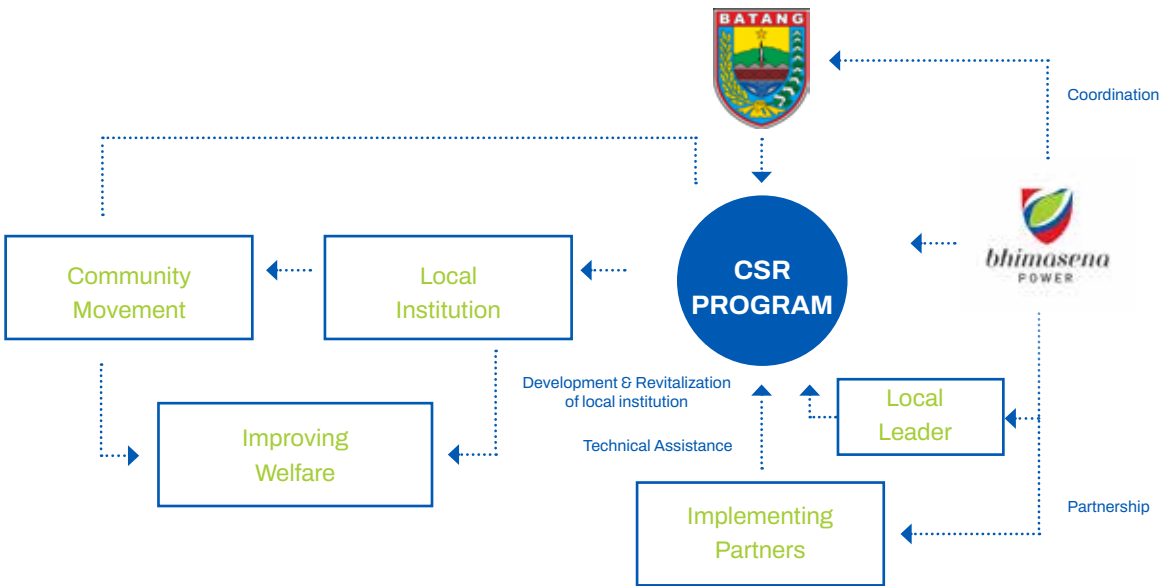 BATANG
Coordination
bhimasena
POWER
CSR
PROGRAM
Community
Movement
Local
Institution
Development & Revitalization
of local institution
Technical Assistance
Local
Leader
Improving
Welfare
Implementing
Partners
Partnership